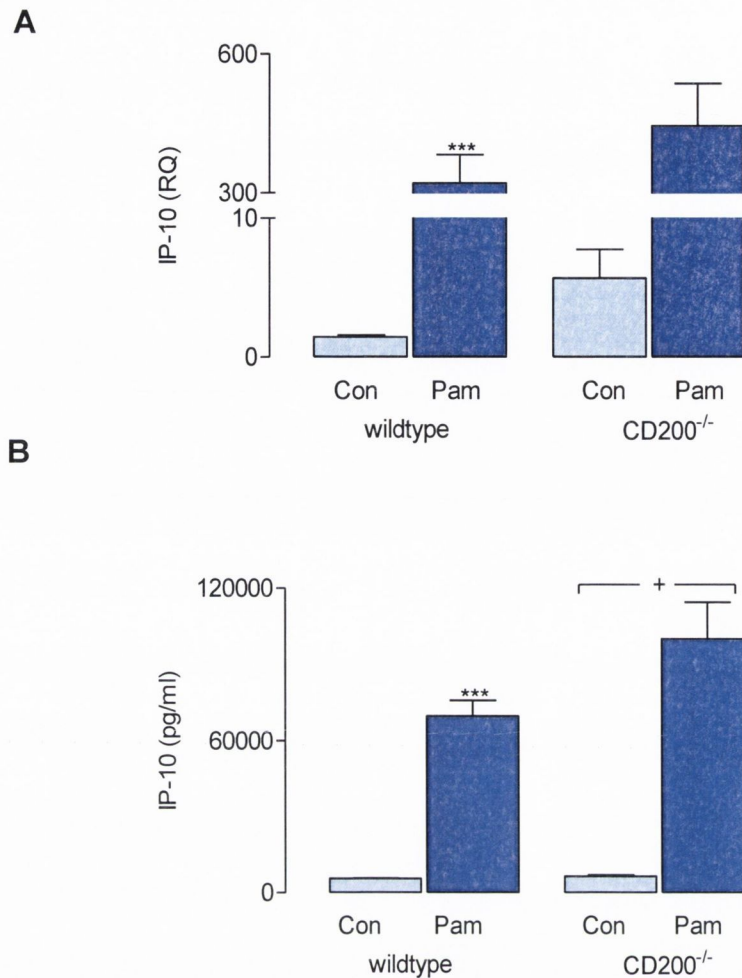 A
600
300
10
0
IP-10 (RQ)
***
Con Pam Con Pam
wildtype CD200-/-
B
120000
60000
0
IP-10 (pg/ml)
***
+
Con Pam Con Pam
wildtype CD200-/-